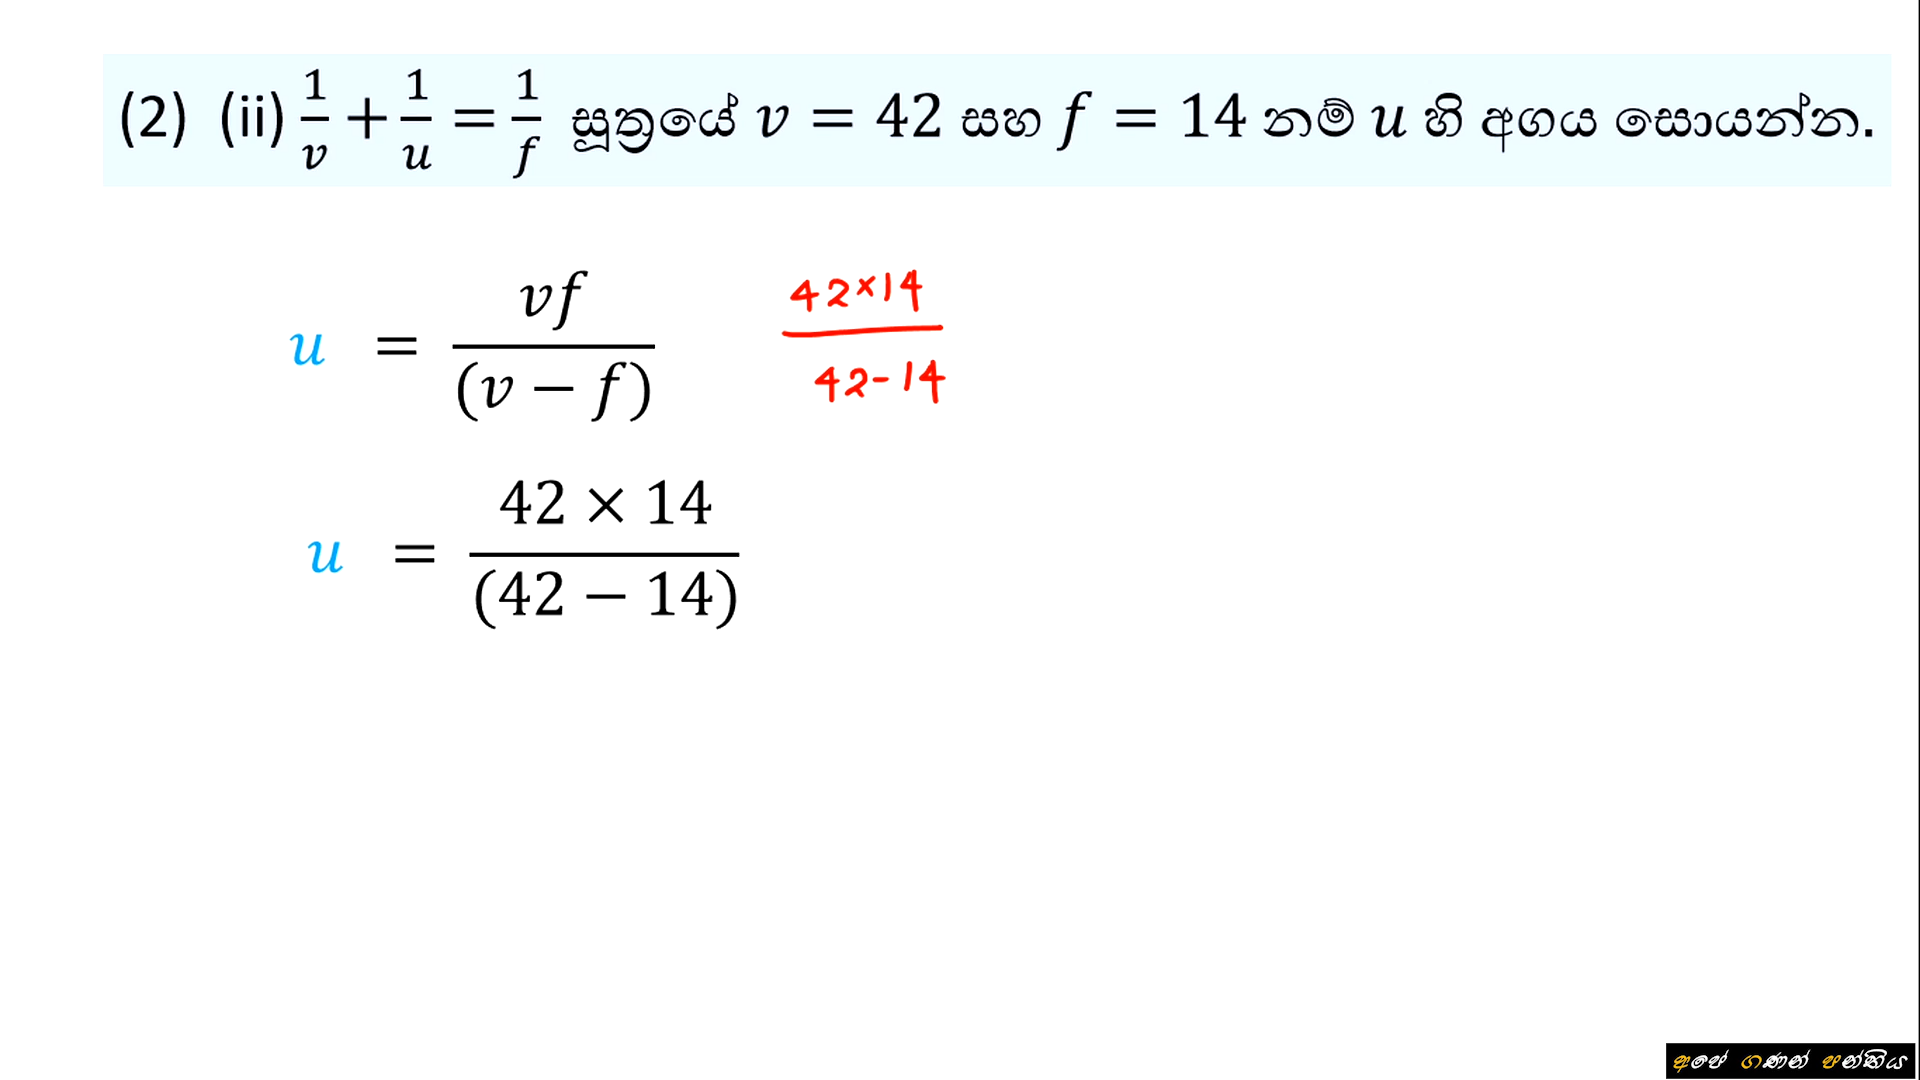 (2) (ii) 1/v + 1/u = 1/f සූත්‍රයේ v = 42 සහ f = 14 නම් u හි අගය සොයන්න.
u = vf/(v − f)
42×14/42-14
u = 42 × 14/(42 − 14)
අපේ ගණන් පන්තිය